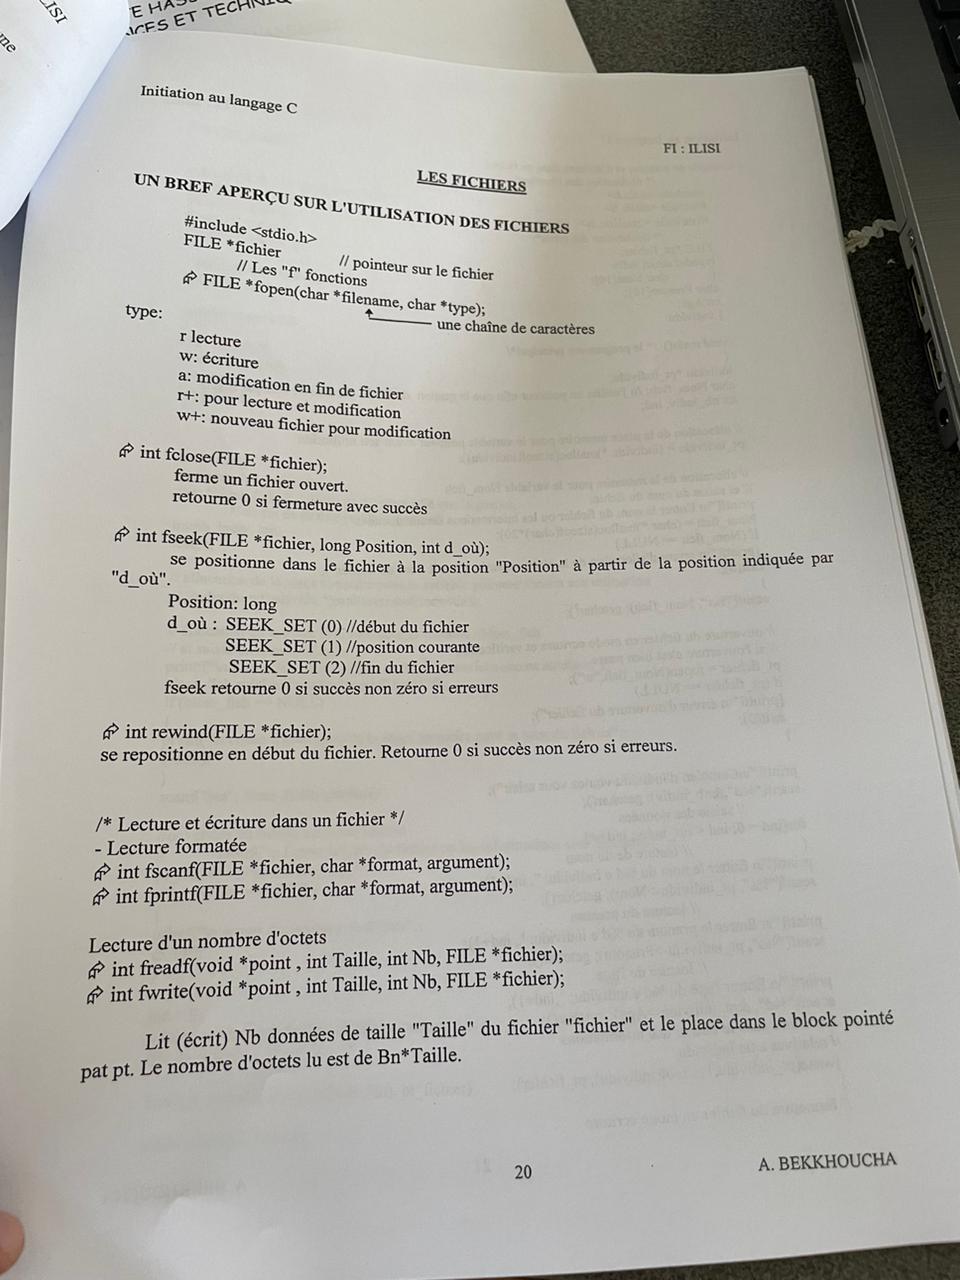 ILISI
me
E HAS
NCES ET TECHNIQ
Initiation au langage C
FI : ILISI
LES FICHIERS
UN BREF APERÇU SUR L'UTILISATION DES FICHIERS
#include <stdio.h>
FILE *fichier // pointeur sur le fichier
// Les "f" fonctions
FILE *fopen(char *filename, char *type);
une chaîne de caractères
type:
r lecture
w: écriture
a: modification en fin de fichier
r+: pour lecture et modification
w+: nouveau fichier pour modification
int fclose(FILE *fichier);
ferme un fichier ouvert.
retourne 0 si fermeture avec succès
int fseek(FILE *fichier, long Position, int d_où);
se positionne dans le fichier à la position "Position" à partir de la position indiquée par
"d_où".
Position: long
d_où : SEEK_SET (0) //début du fichier
SEEK_SET (1) //position courante
SEEK_SET (2) //fin du fichier
fseek retourne 0 si succès non zéro si erreurs
int rewind(FILE *fichier);
se repositionne en début du fichier. Retourne 0 si succès non zéro si erreurs.
/* Lecture et écriture dans un fichier */
- Lecture formatée
int fscanf(FILE *fichier, char *format, argument);
int fprintf(FILE *fichier, char *format, argument);
Lecture d'un nombre d'octets
int freadf(void *point , int Taille, int Nb, FILE *fichier);
int fwrite(void *point , int Taille, int Nb, FILE *fichier);
Lit (écrit) Nb données de taille "Taille" du fichier "fichier" et le place dans le block pointé
pat pt. Le nombre d'octets lu est de Bn*Taille.
20
A. BEKKHOUCHA